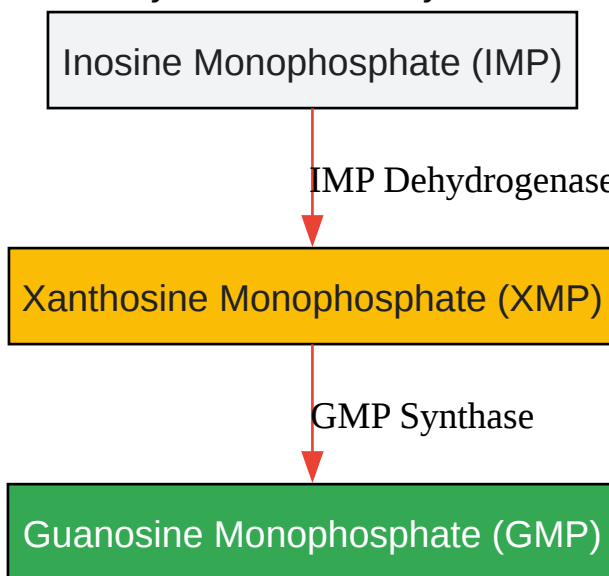 Inosine Monophosphate (IMP)
IMP Dehydrogenase
Xanthosine Monophosphate (XMP)
GMP Synthase
Guanosine Monophosphate (GMP)